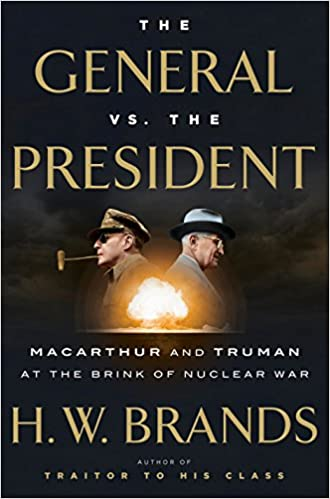 THE
GENERAL
VS. THE
PRESIDENT
MACARTHUR AND TRUMAN
AT THE BRINK OF NUCLEAR WAR
H. W. BRANDS
AUTHOR OF
TRAITOR TO HIS CLASS